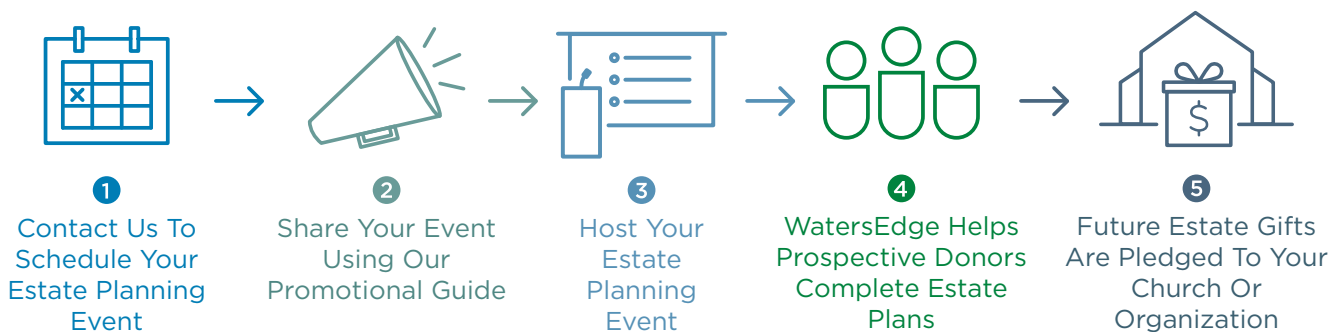 1
Contact Us To
Schedule Your
Estate Planning
Event
2
Share Your Event
Using Our
Promotional Guide
3
Host Your
Estate
Planning
Event
4
WatersEdge Helps
Prospective Donors
Complete Estate
Plans
$
5
Future Estate Gifts
Are Pledged To Your
Church Or
Organization